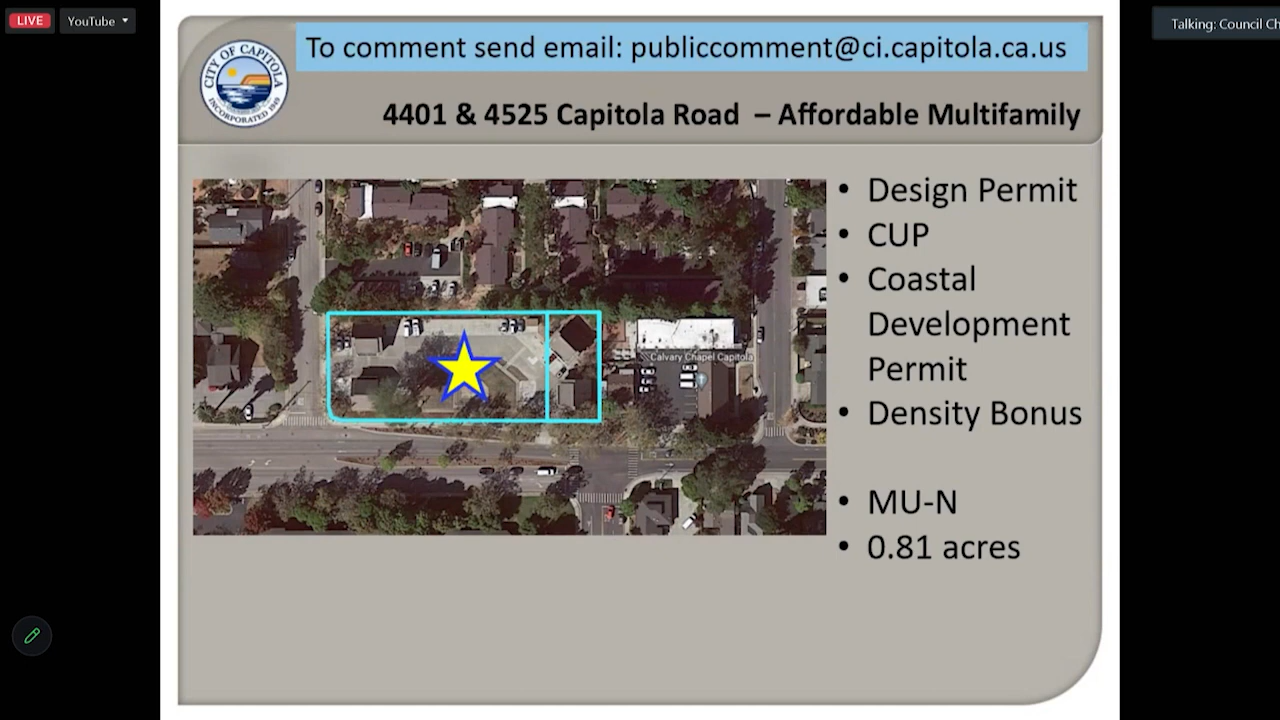 LIVE
YouTube
Talking: Council Ch
To comment send email: publiccomment@ci.capitola.ca.us
CITY OF CAPITOLA
INCORPORATED 1949
4401 & 4525 Capitola Road – Affordable Multifamily
• Design Permit
• CUP
• Coastal
Development
Permit
• Density Bonus
• MU-N
• 0.81 acres
Calvary Chapel Capitola